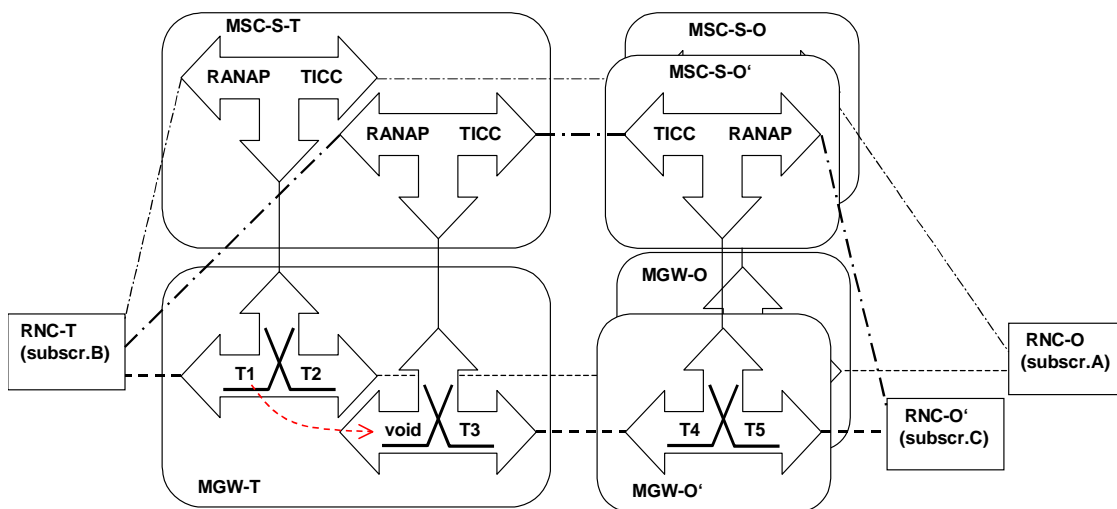 MSC-S-T
MSC-S-O
MSC-S-O‘
RANAP TICC
RANAP TICC
TICC RANAP
MGW-O
RNC-T
(subscr.B)
RNC-O
(subscr.A)
T1 T2
void T3
T4 T5
RNC-O‘
(subscr.C)
MGW-T
MGW-O‘